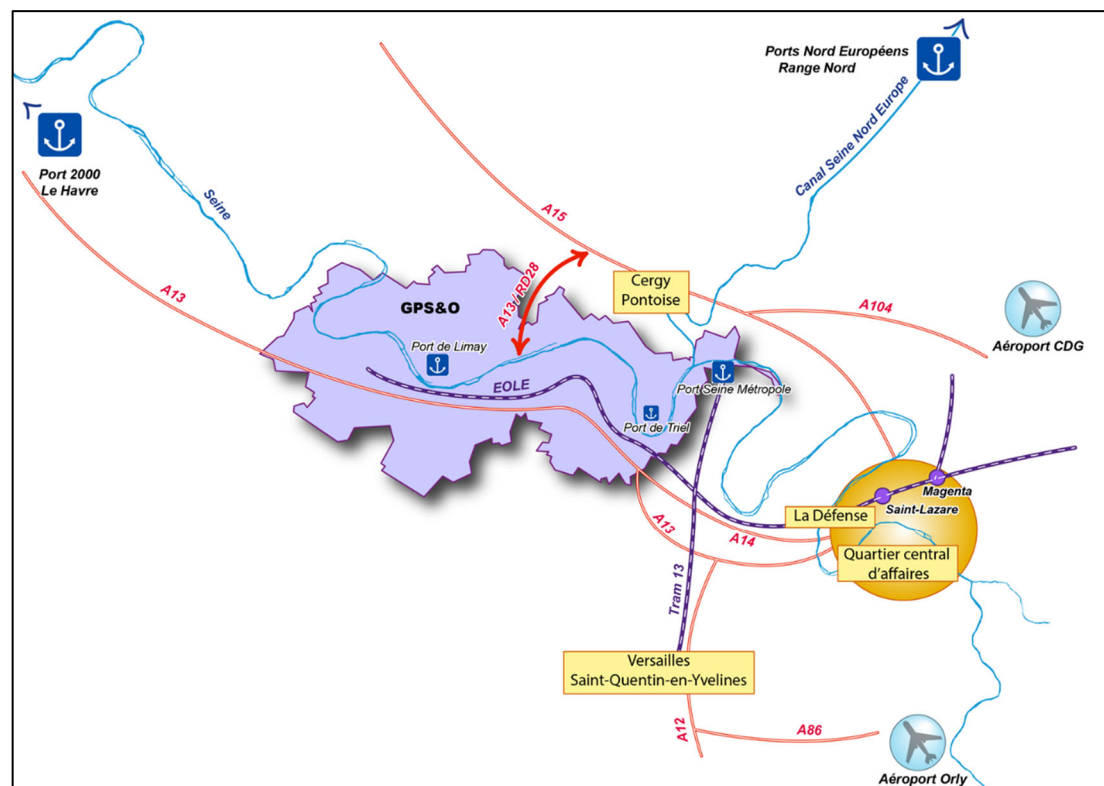 Ports Nord Européens
Range Nord
Port 2000
Le Havre
Seine
Canal Seine Nord Europe
A15
A13
A13 / RD28
Cergy
Pontoise
GPS&O
A104
Aéroport CDG
Port de Limay
EOLE
Port Seine Métropole
Port de Triel
Magenta
Saint-Lazare
La Défense
A13
A14
Quartier central
d'affaires
Tram 13
Versailles
Saint-Quentin-en-Yvelines
A12
A86
Aéroport Orly